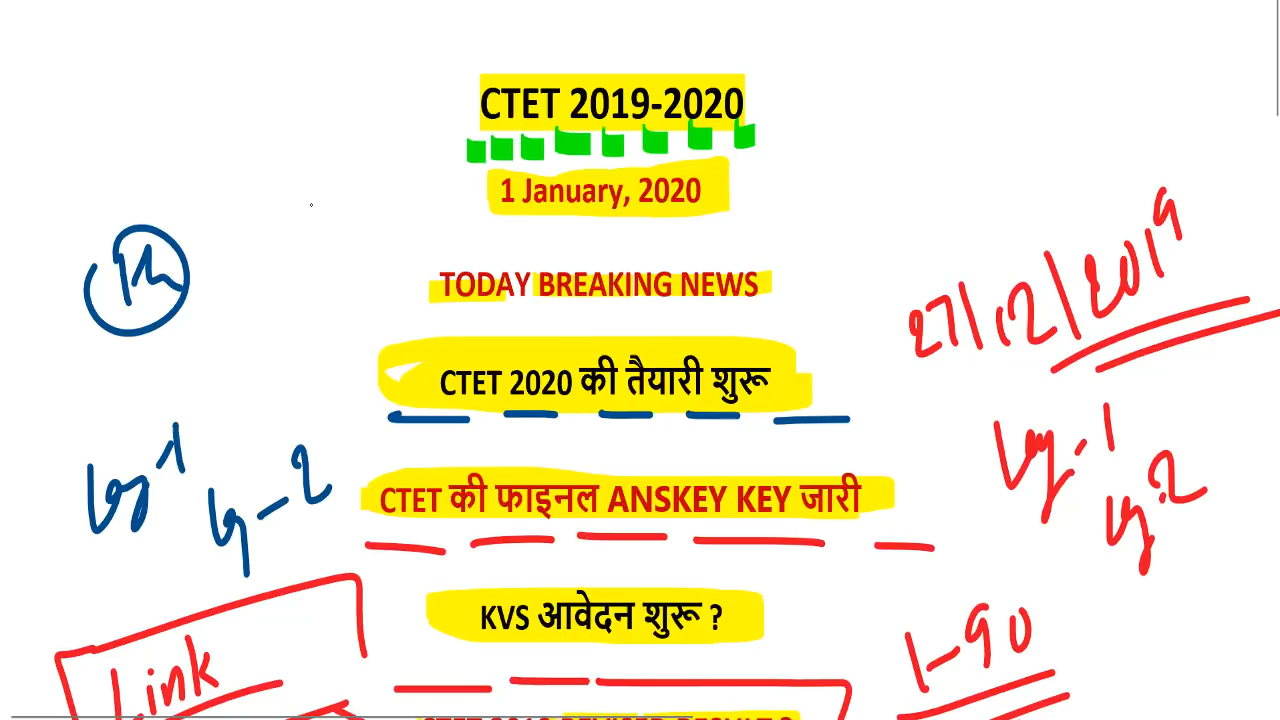 CTET 2019-2020
1 January, 2020
TODAY BREAKING NEWS
27/12/2019
CTET 2020 की तैयारी शुरू
CTET की फाइनल ANSKEY KEY जारी
KVS आवेदन शुरू ?
1-90
Link